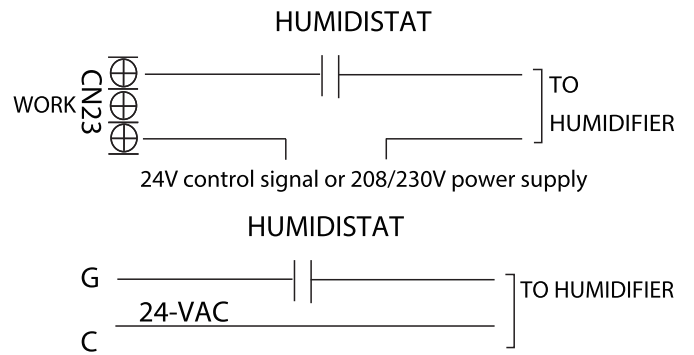 HUMIDISTAT
WORK
CN23
TO
HUMIDIFIER
24V control signal or 208/230V power supply
HUMIDISTAT
G
TO HUMIDIFIER
24-VAC
C